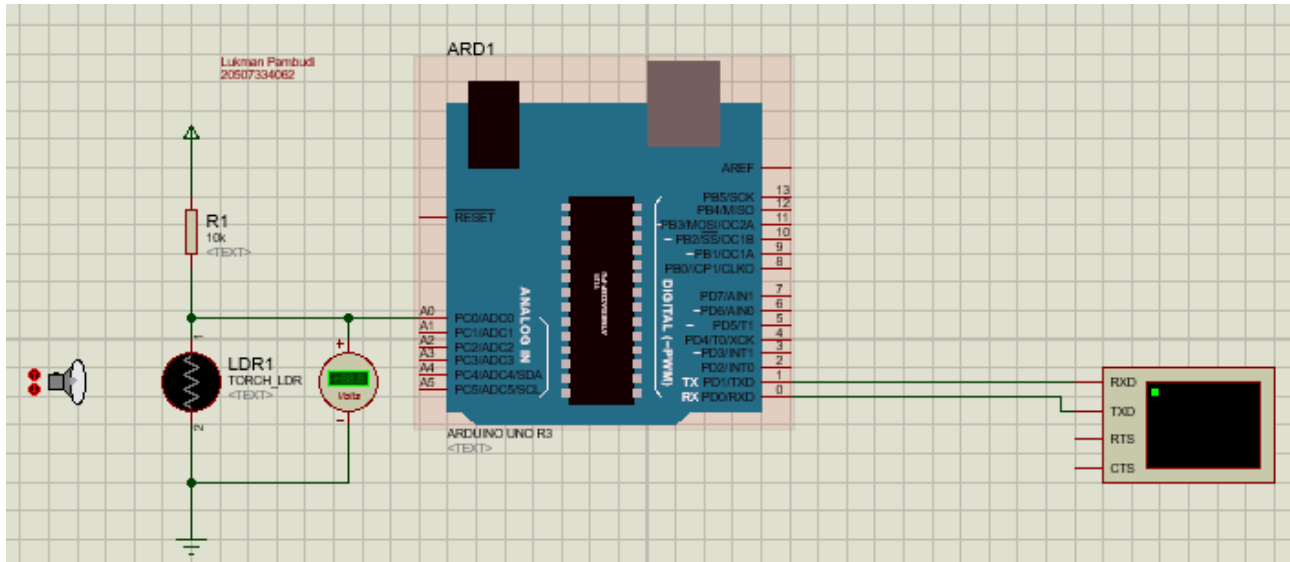 Lukman Pambudi
20507334062
ARD1
R1
10k
<TEXT>
LDR1
TORCH_LDR
<TEXT>
1
2
+
Volts
-
RESET
A0
A1
A2
A3
A4
A5
PC0/ADC0
PC1/ADC1
PC2/ADC2
PC3/ADC3
PC4/ADC4/SDA
PC5/ADC5/SCL
ANALOG IN
AREF
PB5/SCK 13
PB4/MISO 12
~PB3/MOSI/OC2A 11
~PB2/SS/OC1B 10
~PB1/OC1A 9
PB0/ICP1/CLKO 8
PD7/AIN1 7
~PD6/AIN0 6
~PD5/T1 5
PD4/T0/XCK 4
~PD3/INT1 3
PD2/INT0 2
TX PD1/TXD 1
RX PD0/RXD 0
DIGITAL (~PWM)
ARDUINO UNO R3
<TEXT>
RXD
TXD
RTS
CTS